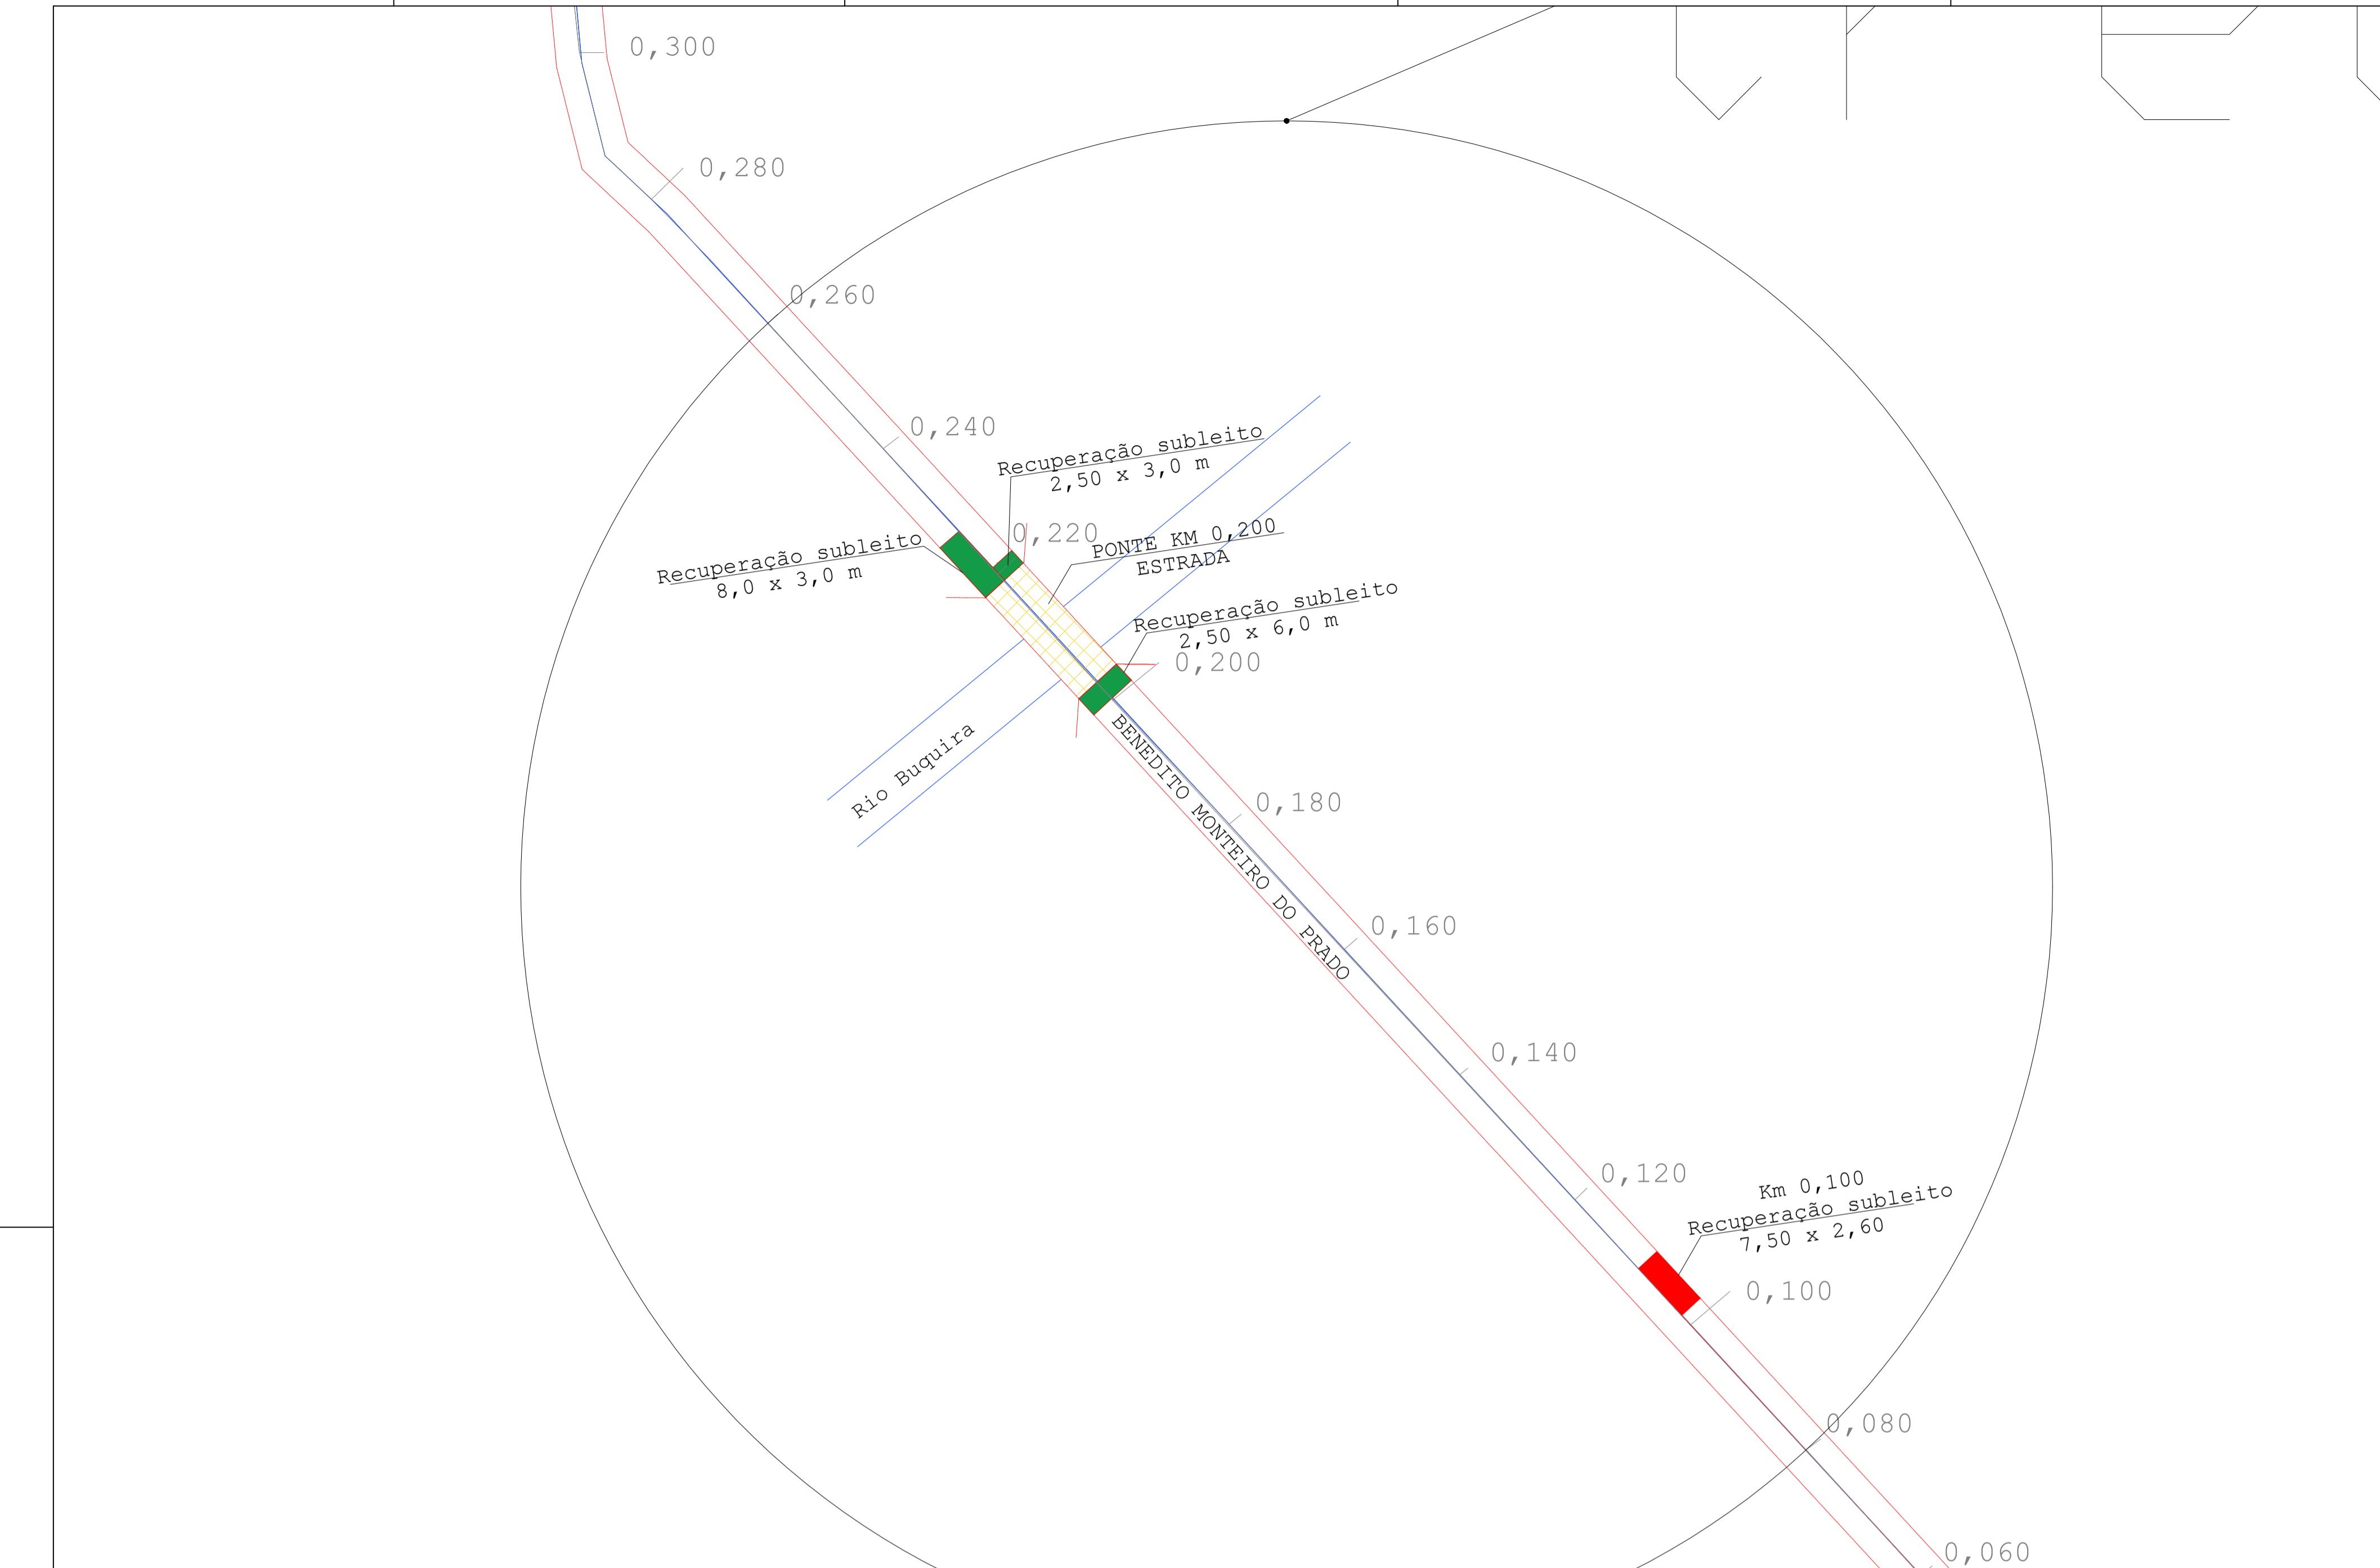 0,300
0,280
0,260
0,240
Recuperação subleito
2,50 x 3,0 m
0,220
PONTE KM 0,200
ESTRADA
Recuperação subleito
8,0 x 3,0 m
Recuperação subleito
2,50 x 6,0 m
0,200
Rio Buquira
BENEDITO MONTEIRO DO PRADO
0,180
0,160
0,140
0,120
Km 0,100
Recuperação subleito
7,50 x 2,60
0,100
0,080
0,060